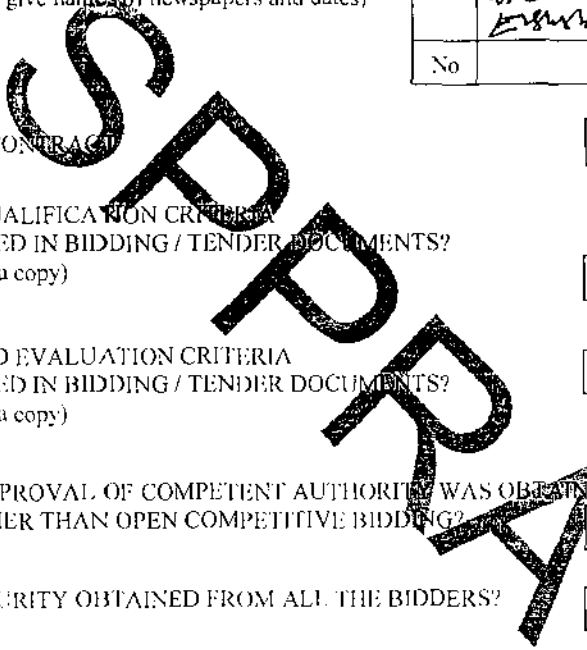 give names of newspapers and dates)
No
CONTRACT
QUALIFICATION CRITERIA
ED IN BIDDING / TENDER DOCUMENTS?
a copy)
D EVALUATION CRITERIA
ED IN BIDDING / TENDER DOCUMENTS?
a copy)
PROVAL OF COMPETENT AUTHORITY WAS OBTAIN
HER THAN OPEN COMPETITIVE BIDDING?
URITY OBTAINED FROM ALL THE BIDDERS?
SPPRA